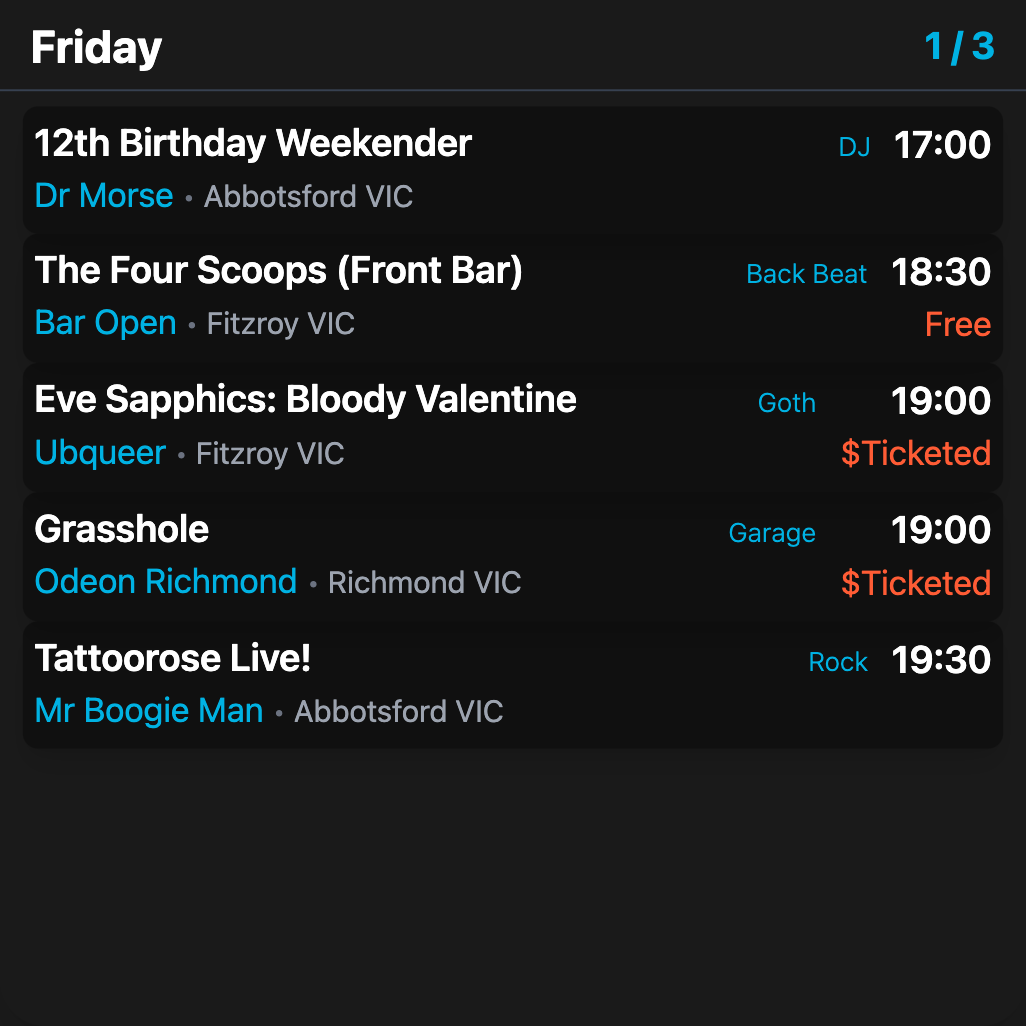 Friday 1 / 3
12th Birthday Weekender DJ 17:00
Dr Morse • Abbotsford VIC
The Four Scoops (Front Bar) Back Beat 18:30
Bar Open • Fitzroy VIC Free
Eve Sapphics: Bloody Valentine Goth 19:00
Ubqueer • Fitzroy VIC $Ticketed
Grasshole Garage 19:00
Odeon Richmond • Richmond VIC $Ticketed
Tattoorose Live! Rock 19:30
Mr Boogie Man • Abbotsford VIC